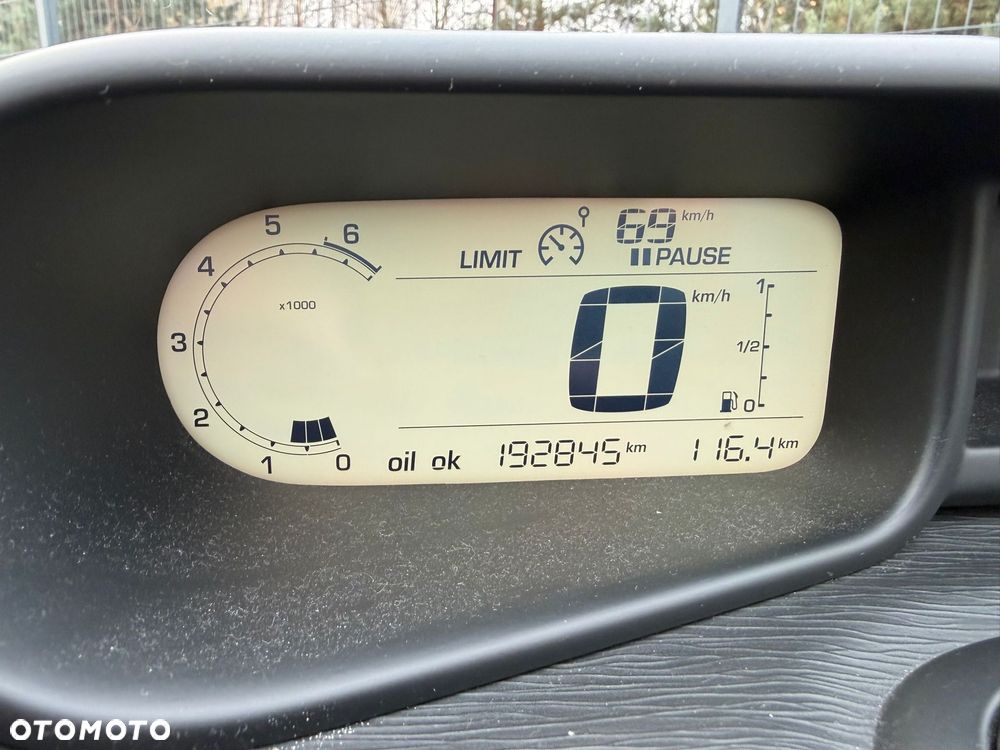 69 km/h
LIMIT PAUSE
5 6
4
x1000
3
2
1 0
0 km/h
1
1/2
0
oil ok 192845 km 116.4 km
OTOMOTO